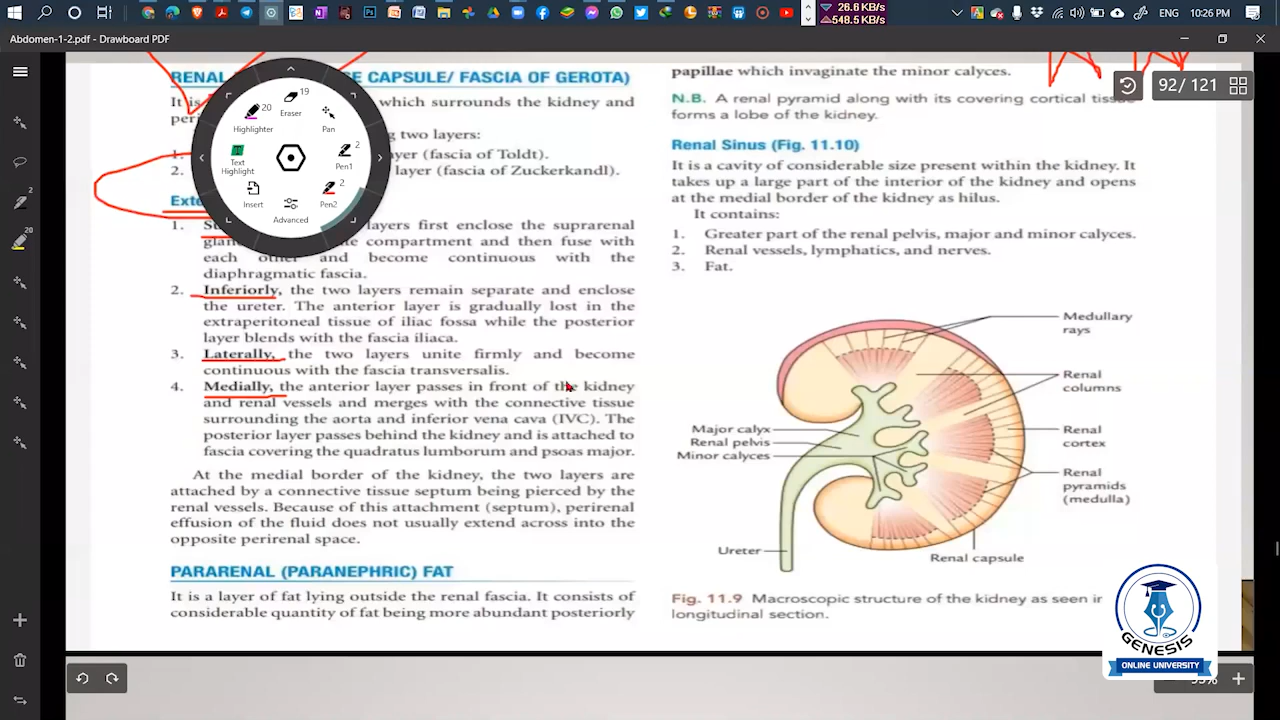 28.6 KB/s
548.5 KB/s
ENG
10:26 PM
Abdomen-1-2.pdf - Drawboard PDF
92/ 121
RENAL
E CAPSULE/ FASCIA OF GEROTA)
It is
which surrounds the kidney and
g two layers:
1.
yer (fascia of Toldt).
2.
layer (fascia of Zuckerkandl).
Exte
1.
layers first enclose the suprarenal
gland
te compartment and then fuse with
each other and become continuous with the
diaphragmatic fascia.
2. Inferiorly, the two layers remain separate and enclose
the ureter. The anterior layer is gradually lost in the
extraperitoneal tissue of iliac fossa while the posterior
layer blends with the fascia iliaca.
3. Laterally, the two layers unite firmly and become
continuous with the fascia transversalis.
4. Medially, the anterior layer passes in front of the kidney
and renal vessels and merges with the connective tissue
surrounding the aorta and inferior vena cava (IVC). The
posterior layer passes behind the kidney and is attached to
fascia covering the quadratus lumborum and psoas major.
At the medial border of the kidney, the two layers are
attached by a connective tissue septum being pierced by the
renal vessels. Because of this attachment (septum), perirenal
effusion of the fluid does not usually extend across into the
opposite perirenal space.
PARARENAL (PARANEPHRIC) FAT
It is a layer of fat lying outside the renal fascia. It consists of
considerable quantity of fat being more abundant posteriorly
20
Highlighter
19
Eraser
Pan
Text
Highlight
2
Pen1
Insert
2
Pen2
Advanced
2
20
papillae which invaginate the minor calyces.
N.B. A renal pyramid along with its covering cortical tissue
forms a lobe of the kidney.
Renal Sinus (Fig. 11.10)
It is a cavity of considerable size present within the kidney. It
takes up a large part of the interior of the kidney and opens
at the medial border of the kidney as hilus.
It contains:
1. Greater part of the renal pelvis, major and minor calyces.
2. Renal vessels, lymphatics, and nerves.
3. Fat.
Medullary
rays
Renal
columns
Major calyx
Renal pelvis
Minor calyces
Renal
cortex
Renal
pyramids
(medulla)
Ureter
Renal capsule
Fig. 11.9 Macroscopic structure of the kidney as seen in
longitudinal section.
GENESIS
ONLINE UNIVERSITY